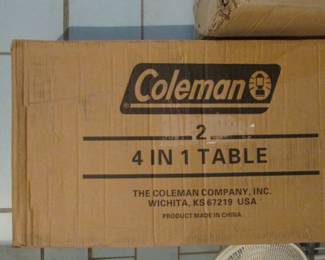 Coleman
2
4 IN 1 TABLE
THE COLEMAN COMPANY, INC.
WICHITA, KS 67219 USA
PRODUCT MADE IN CHINA